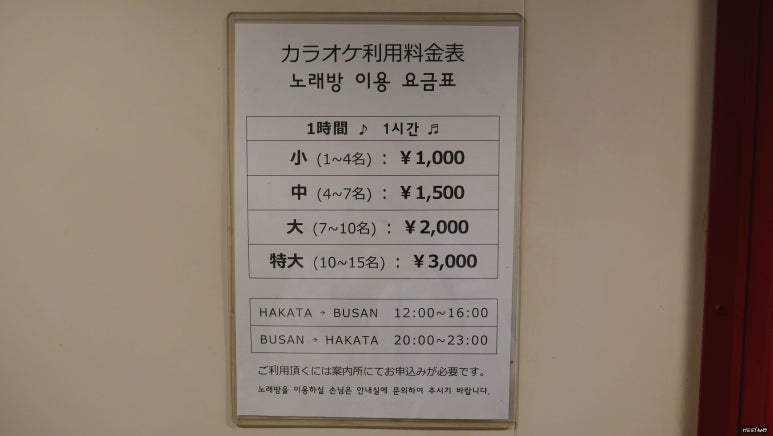 カラオケ利用料金表
노래방 이용 요금표
1時間 ♪ 1시간 ♬
小 (1~4名) : ¥1,000
中 (4~7名) : ¥1,500
大 (7~10名) : ¥2,000
特大 (10~15名) : ¥3,000
HAKATA → BUSAN 12:00~16:00
BUSAN → HAKATA 20:00~23:00
ご利用頂くには案内所にてお申込みが必要です。
노래방을 이용하실 손님은 안내실에 문의하여 주시기 바랍니다.